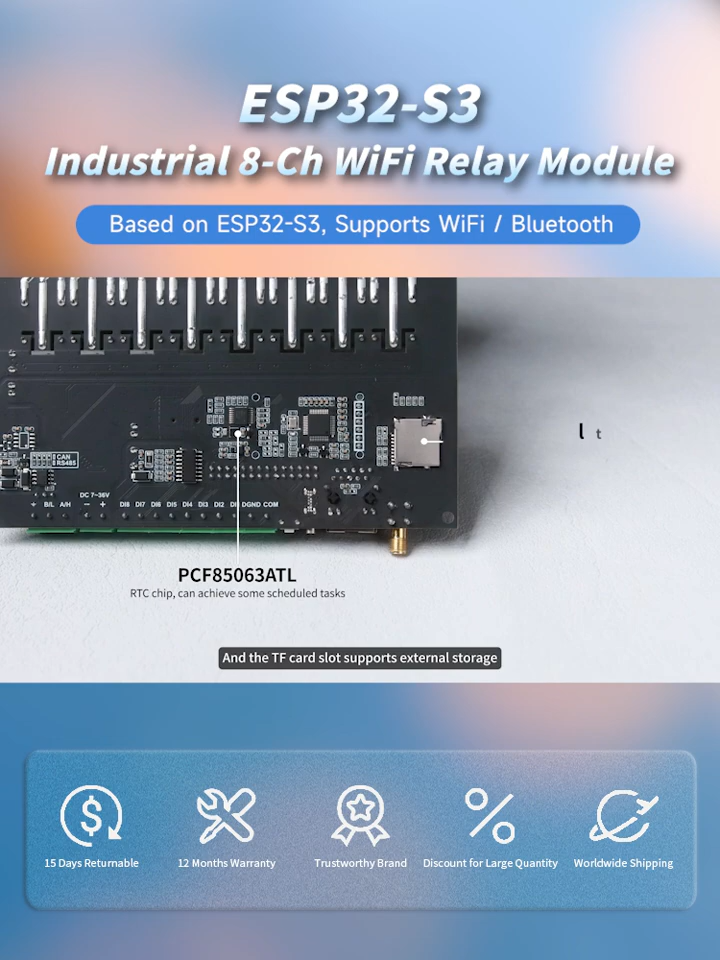 ESP32-S3
Industrial 8-Ch WiFi Relay Module
Based on ESP32-S3, Supports WiFi / Bluetooth
CAN
RS485
DC 7~36V
B/L A/H − + DI8 DI7 DI6 DI5 DI4 DI3 DI2 DGND COM
l t
PCF85063ATL
RTC chip, can achieve some scheduled tasks
And the TF card slot supports external storage
$
15 Days Returnable
12 Months Warranty
Trustworthy Brand
%
Discount for Large Quantity
Worldwide Shipping